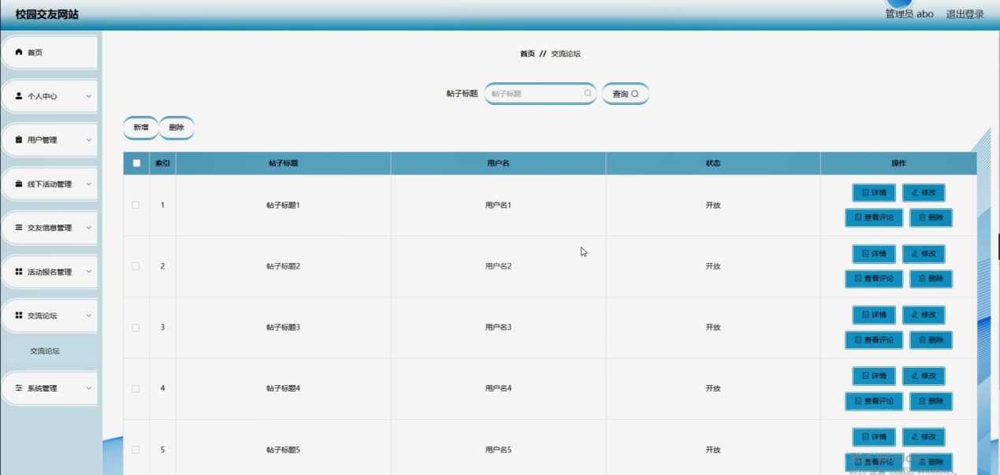 校园交友网站
管理员 abo 退出登录
首页
个人中心
用户管理
线下活动管理
交友信息管理
活动报名管理
交流论坛
交流论坛
系统管理
首页 // 交流论坛
帖子标题 帖子标题 查询
新增 删除
索引 帖子标题 用户名 状态 操作
1 帖子标题1 用户名1 开放 详情 修改
查看评论 删除
2 帖子标题2 用户名2 开放 详情 修改
查看评论 删除
3 帖子标题3 用户名3 开放 详情 修改
查看评论 删除
4 帖子标题4 用户名4 开放 详情 修改
查看评论 删除
5 帖子标题5 用户名5 开放 详情 修改
查看评论 删除